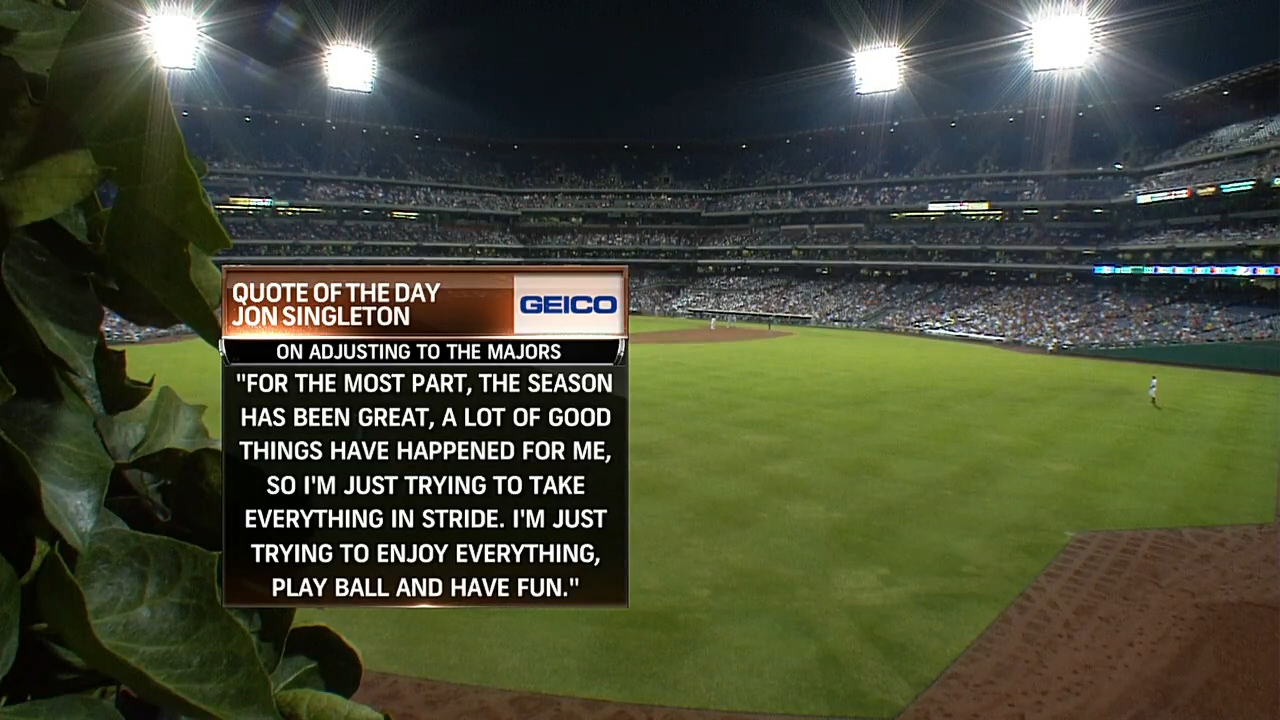 QUOTE OF THE DAY
JON SINGLETON
GEICO
ON ADJUSTING TO THE MAJORS
"FOR THE MOST PART, THE SEASON
HAS BEEN GREAT, A LOT OF GOOD
THINGS HAVE HAPPENED FOR ME,
SO I'M JUST TRYING TO TAKE
EVERYTHING IN STRIDE. I'M JUST
TRYING TO ENJOY EVERYTHING,
PLAY BALL AND HAVE FUN."